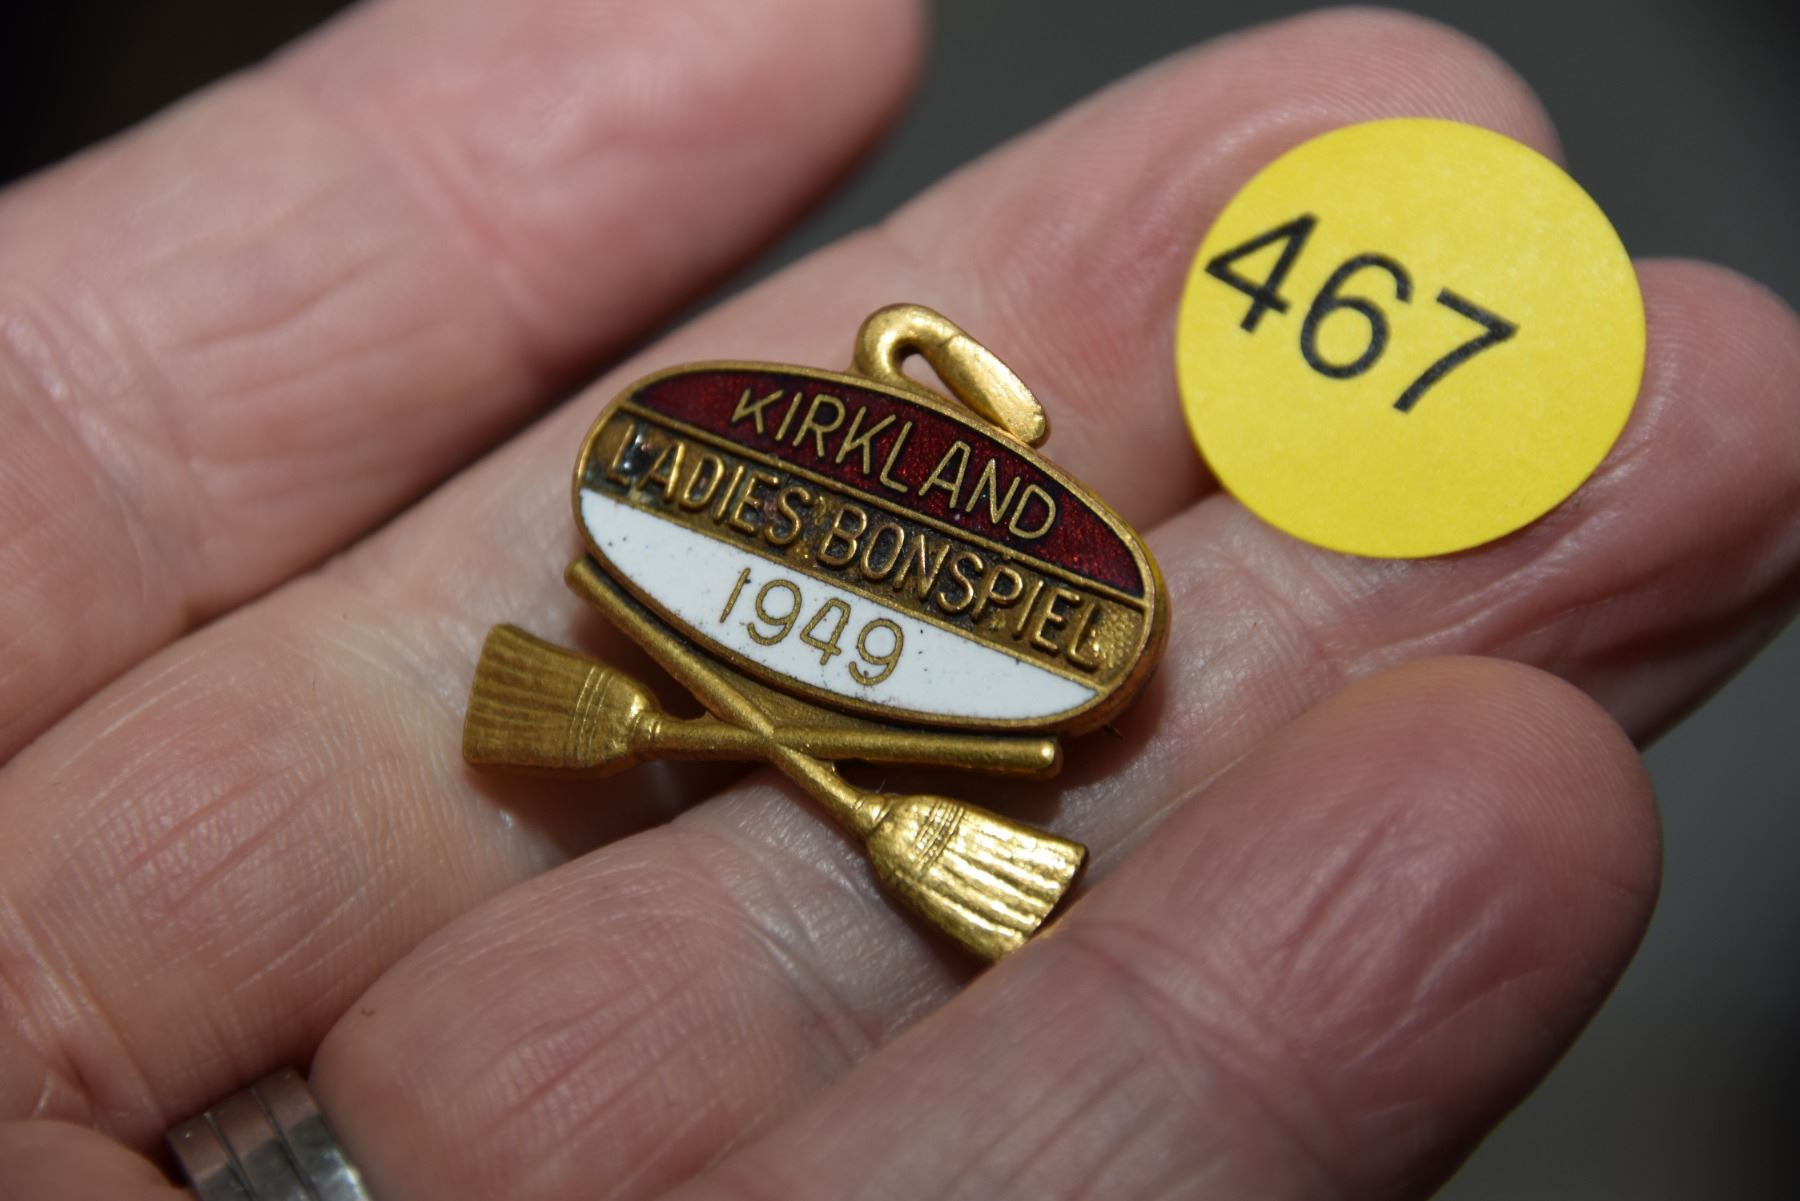 KIRKLAND
LADIES' BONSPIEL
1949
467